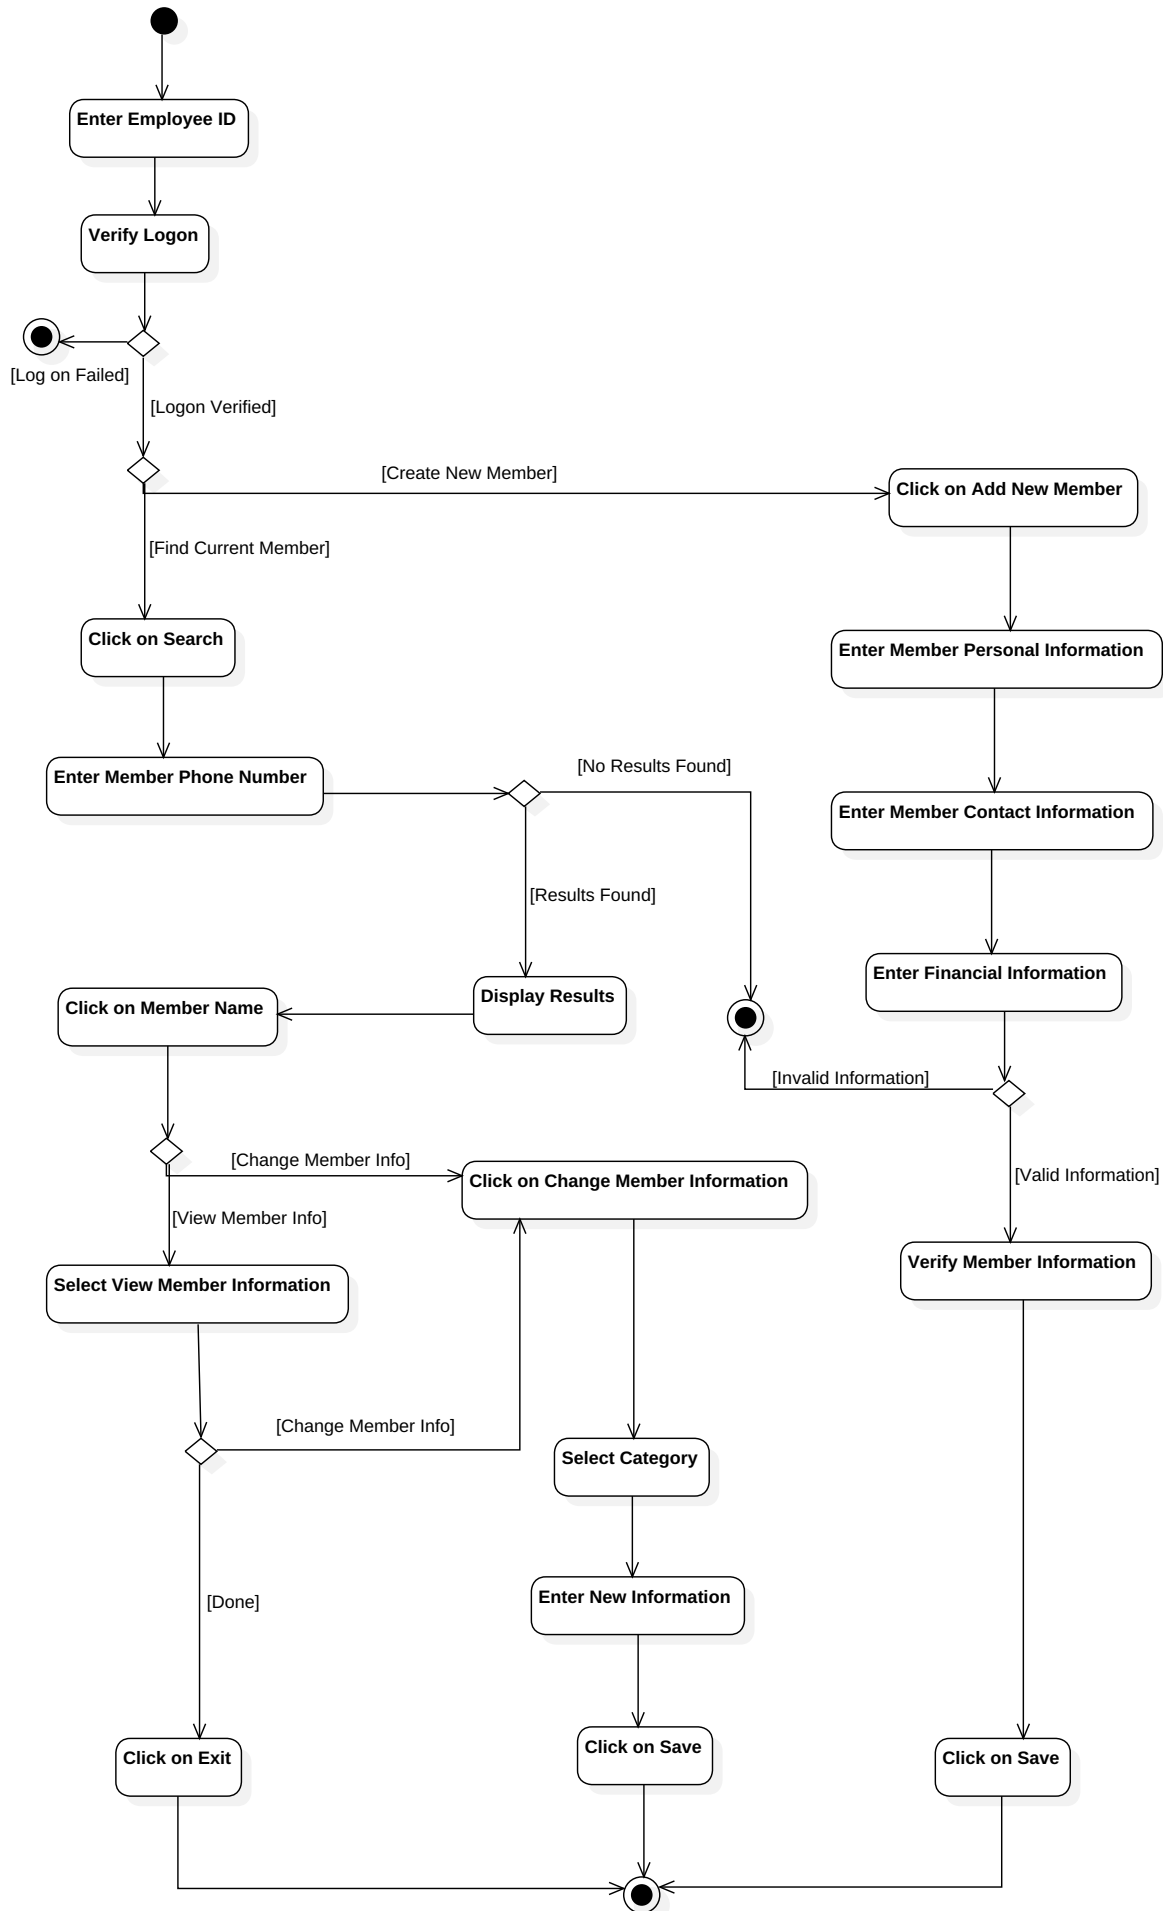 Enter Employee ID
Verify Logon
[Log on Failed]
[Logon Verified]
[Create New Member]
Click on Add New Member
[Find Current Member]
Click on Search
Enter Member Personal Information
[No Results Found]
Enter Member Phone Number
Enter Member Contact Information
[Results Found]
Enter Financial Information
Display Results
Click on Member Name
[Invalid Information]
[Change Member Info]
[Valid Information]
Click on Change Member Information
[View Member Info]
Verify Member Information
Select View Member Information
[Change Member Info]
Select Category
Enter New Information
[Done]
Click on Save
Click on Exit
Click on Save